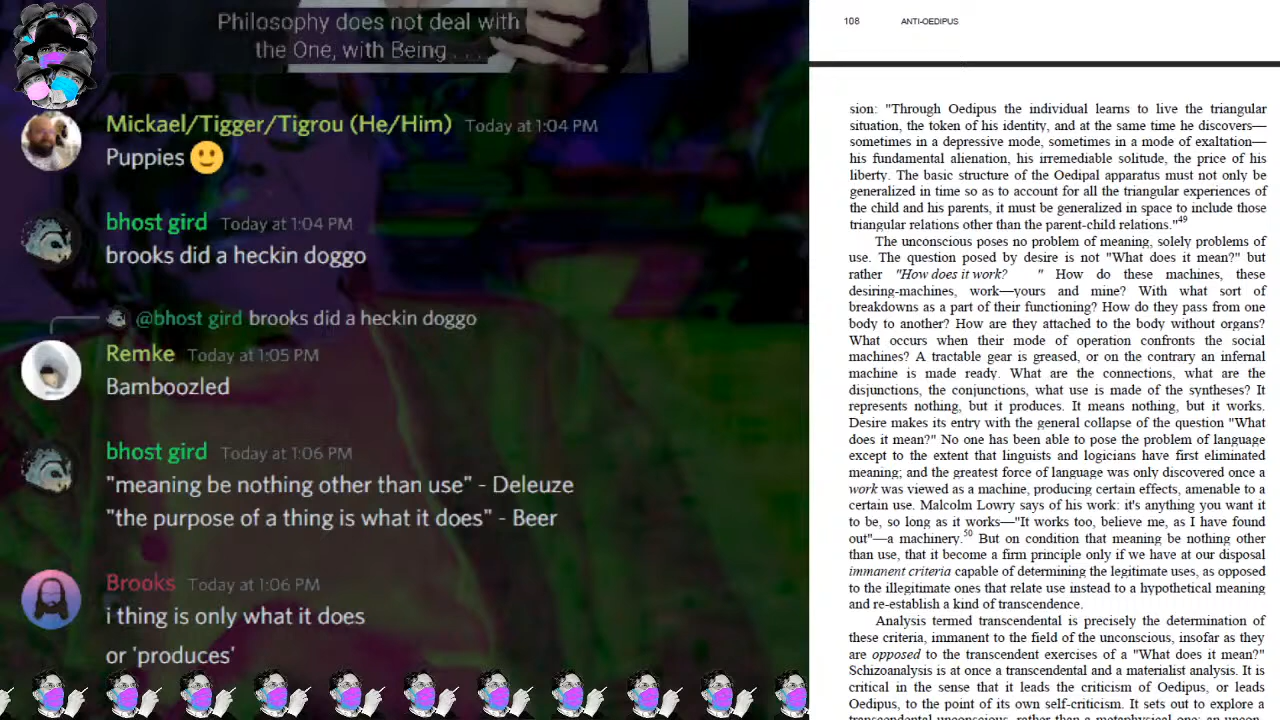 Philosophy does not deal with
the One, with Being . . .
Mickael/Tigger/Tigrou (He/Him) Today at 1:04 PM
Puppies 🙂
bhost gird Today at 1:04 PM
brooks did a heckin doggo
@bhost gird brooks did a heckin doggo
Remke Today at 1:05 PM
Bamboozled
bhost gird Today at 1:06 PM
"meaning be nothing other than use" - Deleuze
"the purpose of a thing is what it does" - Beer
Brooks Today at 1:06 PM
i thing is only what it does
or 'produces'
108 ANTI-OEDIPUS
sion: "Through Oedipus the individual learns to live the triangular
situation, the token of his identity, and at the same time he discovers—
sometimes in a depressive mode, sometimes in a mode of exaltation—
his fundamental alienation, his irremediable solitude, the price of his
liberty. The basic structure of the Oedipal apparatus must not only be
generalized in time so as to account for all the triangular experiences of
the child and his parents, it must be generalized in space to include those
triangular relations other than the parent-child relations."49
The unconscious poses no problem of meaning, solely problems of
use. The question posed by desire is not "What does it mean?" but
rather "How does it work? " How do these machines, these
desiring-machines, work—yours and mine? With what sort of
breakdowns as a part of their functioning? How do they pass from one
body to another? How are they attached to the body without organs?
What occurs when their mode of operation confronts the social
machines? A tractable gear is greased, or on the contrary an infernal
machine is made ready. What are the connections, what are the
disjunctions, the conjunctions, what use is made of the syntheses? It
represents nothing, but it produces. It means nothing, but it works.
Desire makes its entry with the general collapse of the question "What
does it mean?" No one has been able to pose the problem of language
except to the extent that linguists and logicians have first eliminated
meaning; and the greatest force of language was only discovered once a
work was viewed as a machine, producing certain effects, amenable to a
certain use. Malcolm Lowry says of his work: it's anything you want it
to be, so long as it works—"It works too, believe me, as I have found
out"—a machinery.50 But on condition that meaning be nothing other
than use, that it become a firm principle only if we have at our disposal
immanent criteria capable of determining the legitimate uses, as opposed
to the illegitimate ones that relate use instead to a hypothetical meaning
and re-establish a kind of transcendence.
Analysis termed transcendental is precisely the determination of
these criteria, immanent to the field of the unconscious, insofar as they
are opposed to the transcendent exercises of a "What does it mean?"
Schizoanalysis is at once a transcendental and a materialist analysis. It is
critical in the sense that it leads the criticism of Oedipus, or leads
Oedipus, to the point of its own self-criticism. It sets out to explore a
transcendental unconscious, rather than a metaphysical one; an uncon-